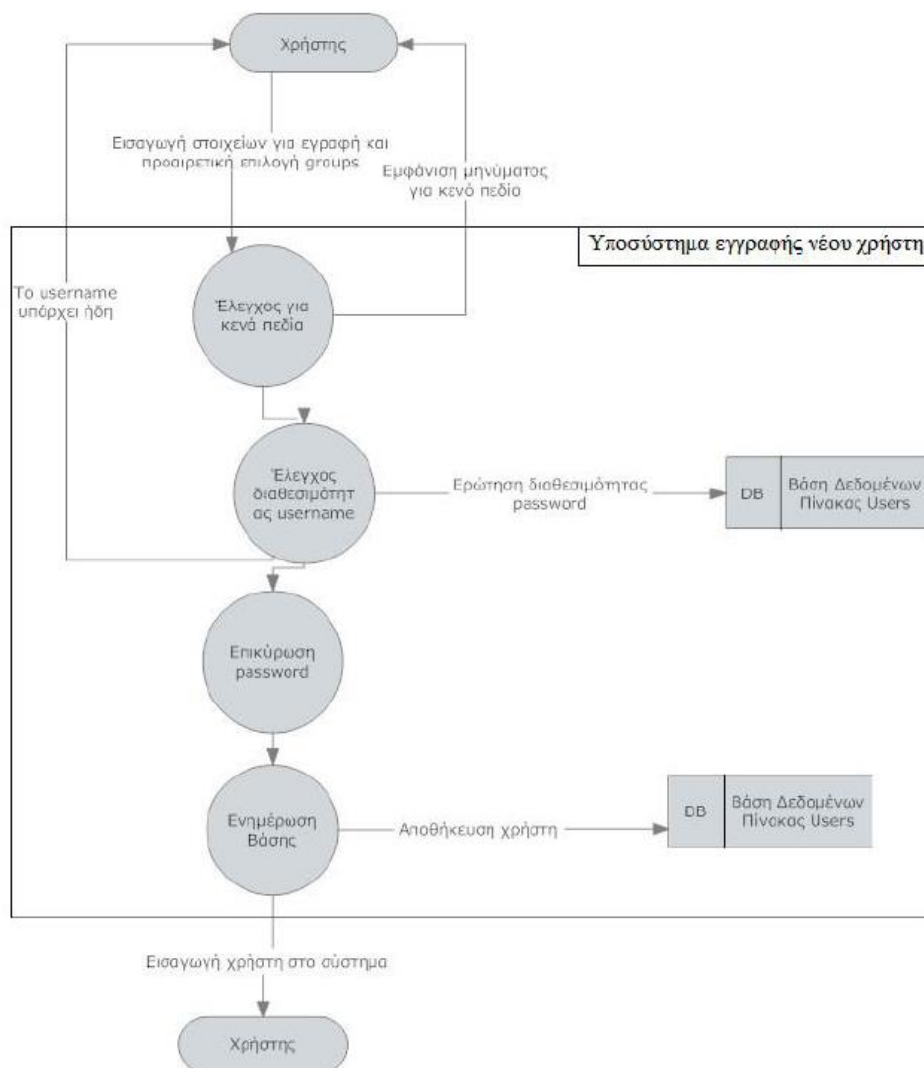 Χρήστης
Εισαγωγή στοιχείων για εγραφή και
προαιρετική επιλογή groups
Εμφάνιση μηνύματος
για κενό πεδίο
Υποσύστημα εγγραφής νέου χρήστη
Το username
υπάρχει ήδη
Έλεγχος για
κενά πεδία
Έλεγχος
διαθεσιμότητ
ας username
Ερώτηση διαθεσιμότητας
password
DB
Βάση Δεδομένων
Πίνακας Users
Επικύρωση
password
Ενημέρωση
Βάσης
Αποθήκευση χρήστη
DB
Βάση Δεδομένων
Πίνακας Users
Εισαγωγή χρήστη στο σύστημα
Χρήστης